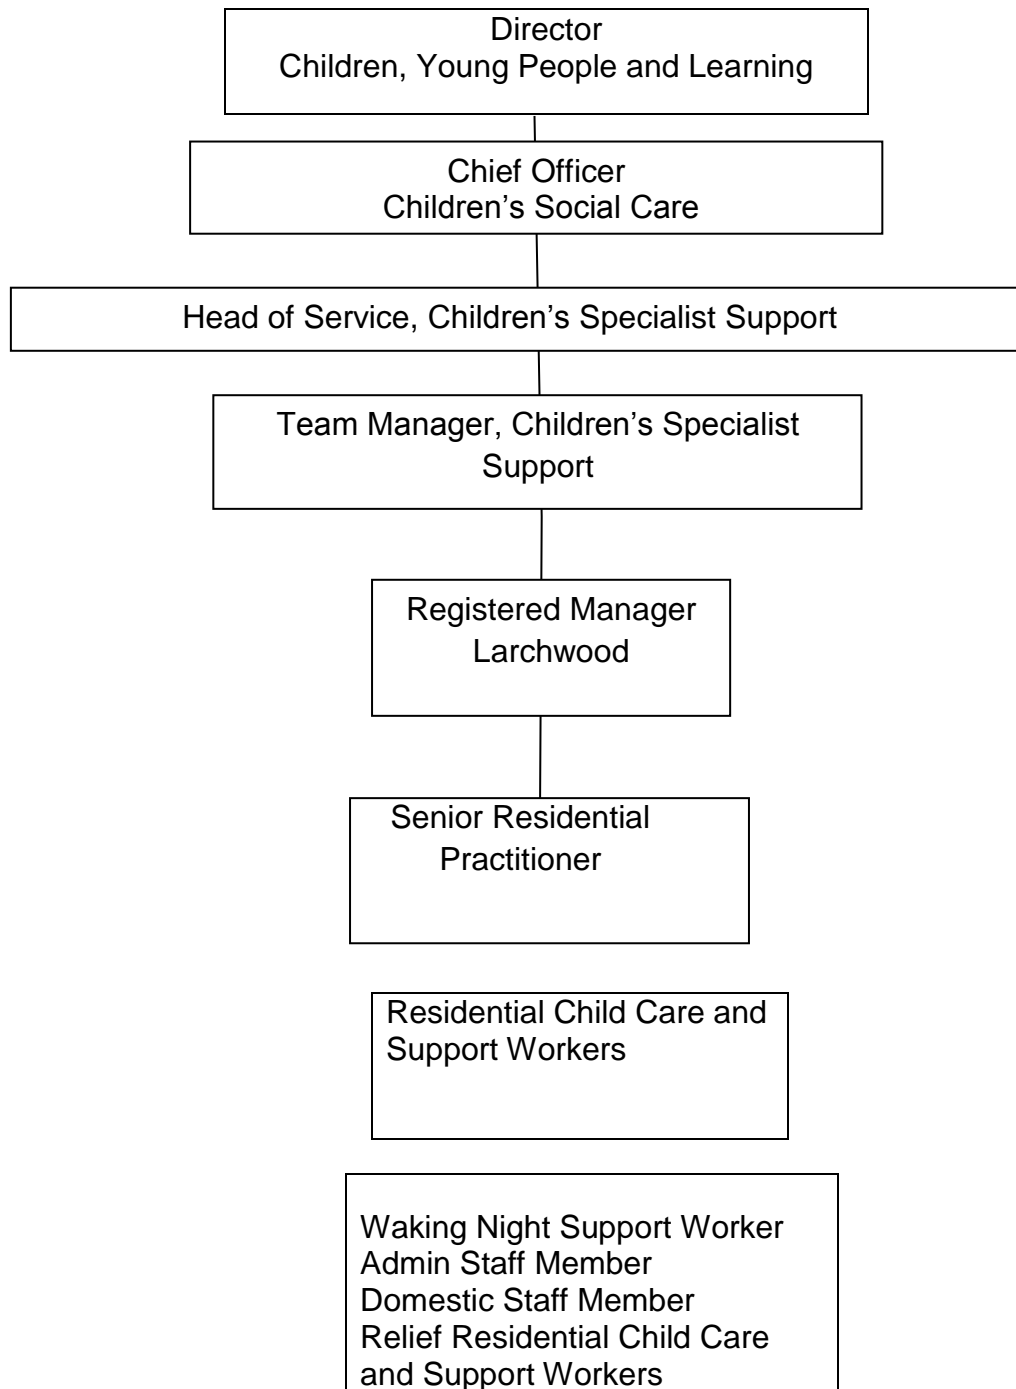 Director
Children, Young People and Learning
Chief Officer
Children’s Social Care
Head of Service, Children’s Specialist Support
Team Manager, Children’s Specialist
Support
Registered Manager
Larchwood
Senior Residential
Practitioner
Residential Child Care and
Support Workers
Waking Night Support Worker
Admin Staff Member
Domestic Staff Member
Relief Residential Child Care
and Support Workers